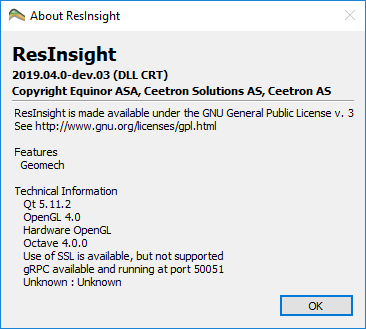 About ResInsight
ResInsight
2019.04.0-dev.03 (DLL CRT)
Copyright Equinor ASA, Ceetron Solutions AS, Ceetron AS
ResInsight is made available under the GNU General Public License v. 3
See http://www.gnu.org/licenses/gpl.html
Features
Geomech
Technical Information
Qt 5.11.2
OpenGL 4.0
Hardware OpenGL
Octave 4.0.0
Use of SSL is available, but not supported
gRPC available and running at port 50051
Unknown : Unknown
OK